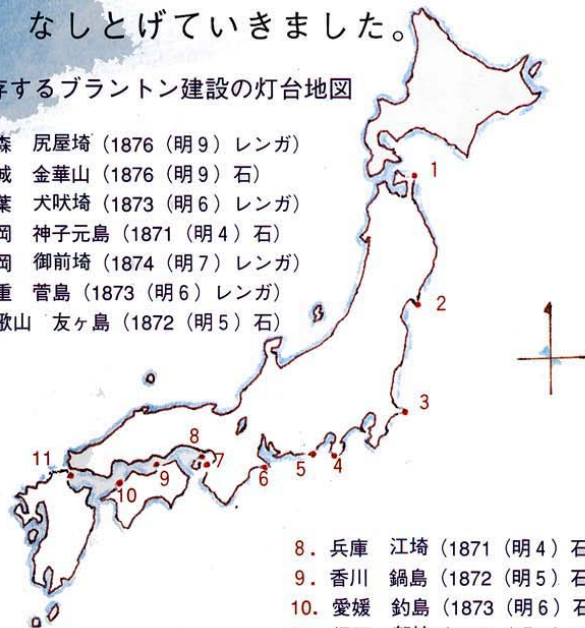 なしとげていきました。
存するブラントン建設の灯台地図
森 尻屋埼(1876(明9)レンガ)
城 金華山(1876(明9)石)
葉 犬吠埼(1873(明6)レンガ)
岡 神子元島(1871(明4)石)
岡 御前埼(1874(明7)レンガ)
重 菅島(1873(明6)レンガ)
歌山 友ヶ島(1872(明5)石)
1
2
3
4
5
6
7
8
9
10
11
8. 兵庫 江埼(1871(明4)石
9. 香川 鍋島(1872(明5)石
10. 愛媛 釣島(1873(明6)石